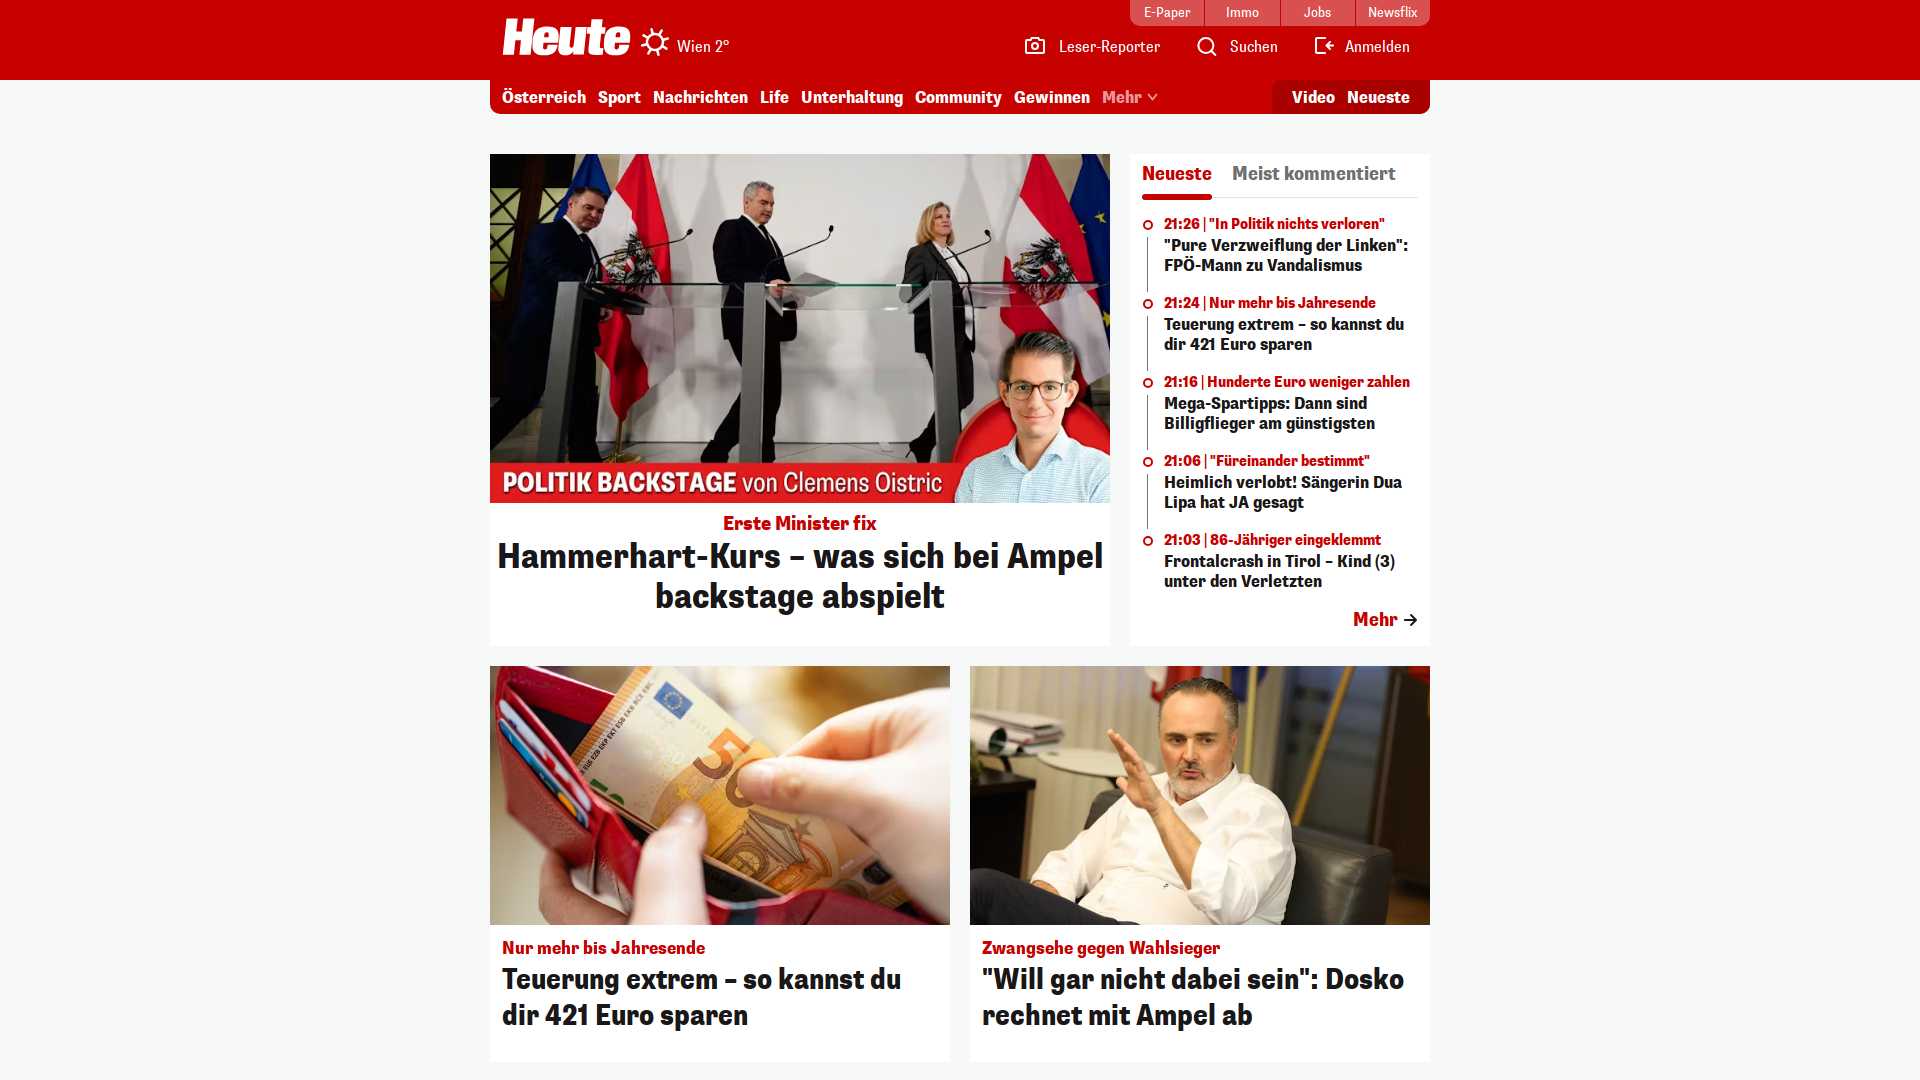 E-Paper
Immo
Jobs
Newsflix
Heute
Wien 2°
Leser-Reporter
Suchen
Anmelden
Österreich
Sport
Nachrichten
Life
Unterhaltung
Community
Gewinnen
Mehr
Video
Neueste
POLITIK BACKSTAGE von Clemens Oistric
Erste Minister fix
Hammerhart-Kurs – was sich bei Ampel
backstage abspielt
Neueste
Meist kommentiert
21:26 | "In Politik nichts verloren"
"Pure Verzweiflung der Linken":
FPÖ-Mann zu Vandalismus
21:24 | Nur mehr bis Jahresende
Teuerung extrem – so kannst du
dir 421 Euro sparen
21:16 | Hunderte Euro weniger zahlen
Mega-Spartipps: Dann sind
Billigflieger am günstigsten
21:06 | "Füreinander bestimmt"
Heimlich verlobt! Sängerin Dua
Lipa hat JA gesagt
21:03 | 86-Jähriger eingeklemmt
Frontalcrash in Tirol – Kind (3)
unter den Verletzten
Mehr
Nur mehr bis Jahresende
Teuerung extrem – so kannst du
dir 421 Euro sparen
Zwangsehe gegen Wahlsieger
"Will gar nicht dabei sein": Dosko
rechnet mit Ampel ab